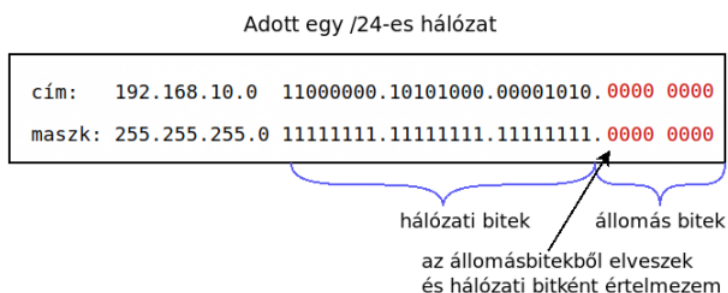 Adott egy /24-es hálózat
cím: 192.168.10.0 11000000.10101000.00001010.0000 0000
maszk: 255.255.255.0 11111111.11111111.11111111.0000 0000
hálózati bitek állomás bitek
az állomásbitekből elveszek
és hálózati bitként értelmezem